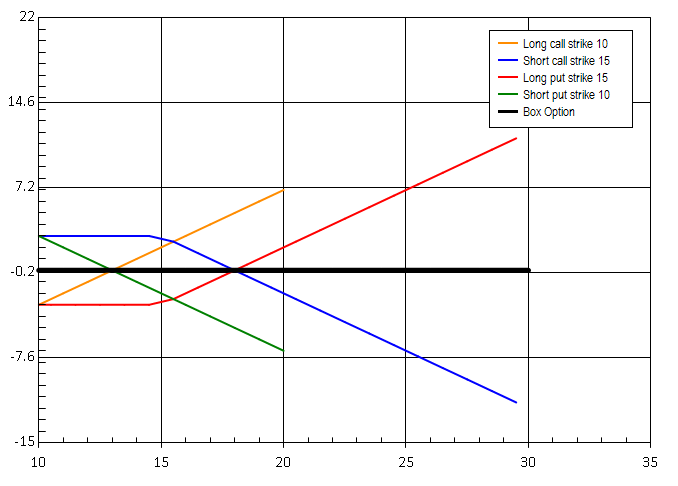 22
14.6
7.2
-0.2
-7.6
-15
10 15 20 25 30 35
Long call strike 10
Short call strike 15
Long put strike 15
Short put strike 10
Box Option